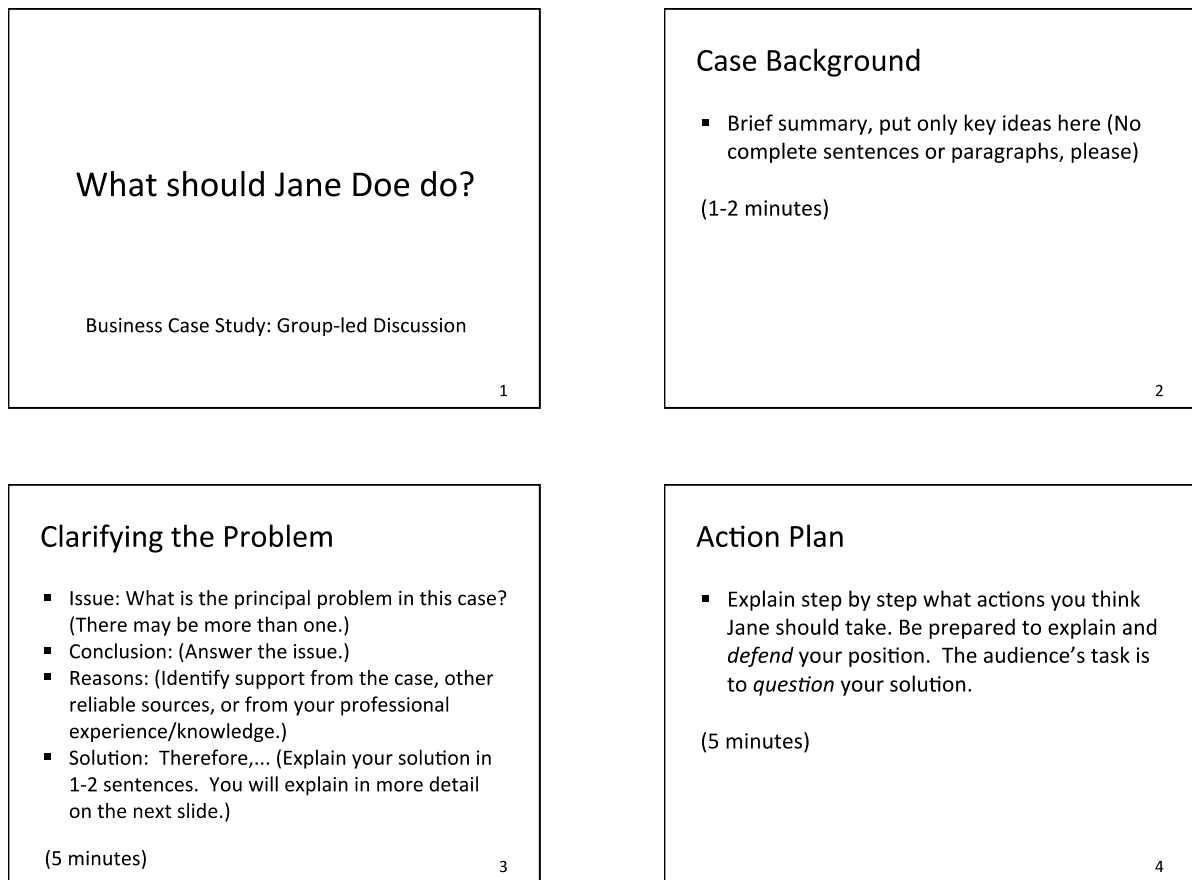 What should Jane Doe do?
Business Case Study: Group-led Discussion
1
Case Background
▪ Brief summary, put only key ideas here (No
complete sentences or paragraphs, please)
(1-2 minutes)
2
Clarifying the Problem
▪ Issue: What is the principal problem in this case?
(There may be more than one.)
▪ Conclusion: (Answer the issue.)
▪ Reasons: (Identify support from the case, other
reliable sources, or from your professional
experience/knowledge.)
▪ Solution: Therefore,... (Explain your solution in
1-2 sentences. You will explain in more detail
on the next slide.)
(5 minutes)
3
Action Plan
▪ Explain step by step what actions you think
Jane should take. Be prepared to explain and
defend your position. The audience's task is
to question your solution.
(5 minutes)
4